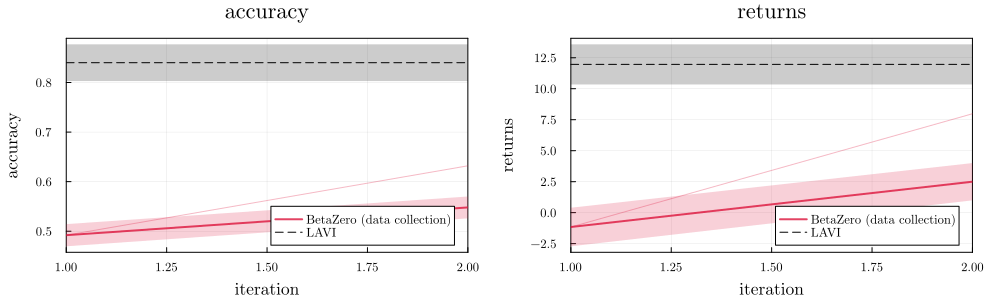 accuracy
accuracy
0.8
0.7
0.6
0.5
1.00 1.25 1.50 1.75 2.00
iteration
BetaZero (data collection)
LAVI
returns
returns
12.5
10.0
7.5
5.0
2.5
0.0
−2.5
1.00 1.25 1.50 1.75 2.00
iteration
BetaZero (data collection)
LAVI